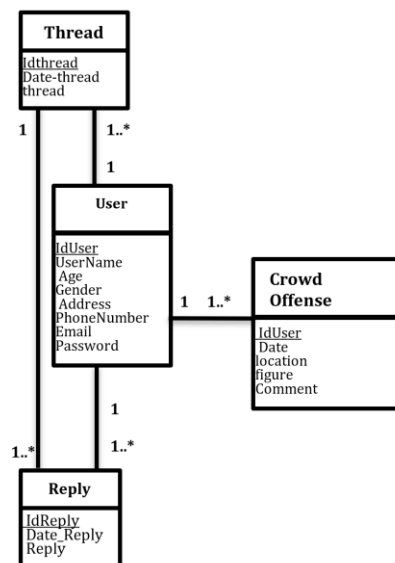 Thread
Idthread
Date-thread
thread
1
1..*
1
User
IdUser
UserName
Age
Gender
Address
PhoneNumber
Email
Password
1 1..*
Crowd
Offense
IdUser
Date
location
figure
Comment
1
1..*
1..*
Reply
IdReply
Date_Reply
Reply